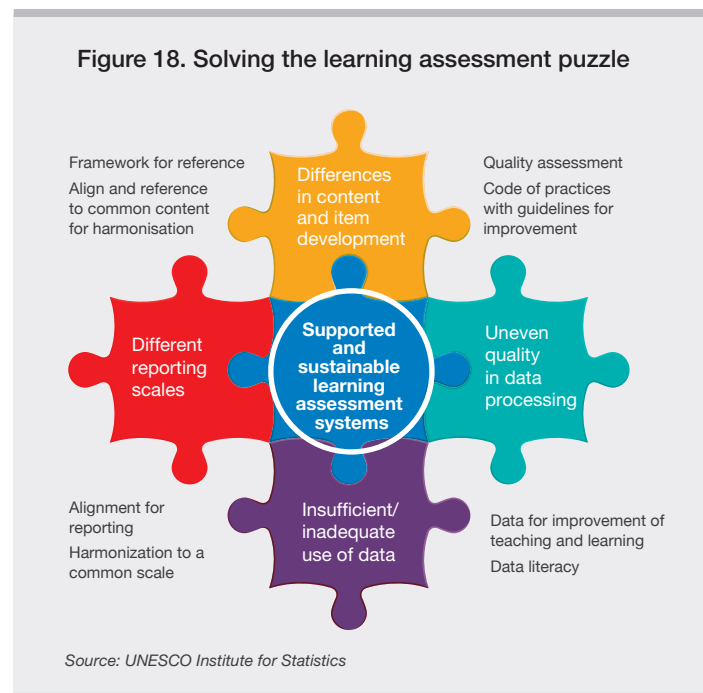 Figure 18. Solving the learning assessment puzzle
Framework for reference
Align and reference
to common content
for harmonisation
Differences
in content
and item
development
Quality assessment
Code of practices
with guidelines for
improvement
Different
reporting
scales
Supported
and
sustainable
learning
assessment
systems
Uneven
quality
in data
processing
Alignment for
reporting
Harmonization to a
common scale
Insufficient/
inadequate
use of data
Data for improvement of
teaching and learning
Data literacy
Source: UNESCO Institute for Statistics